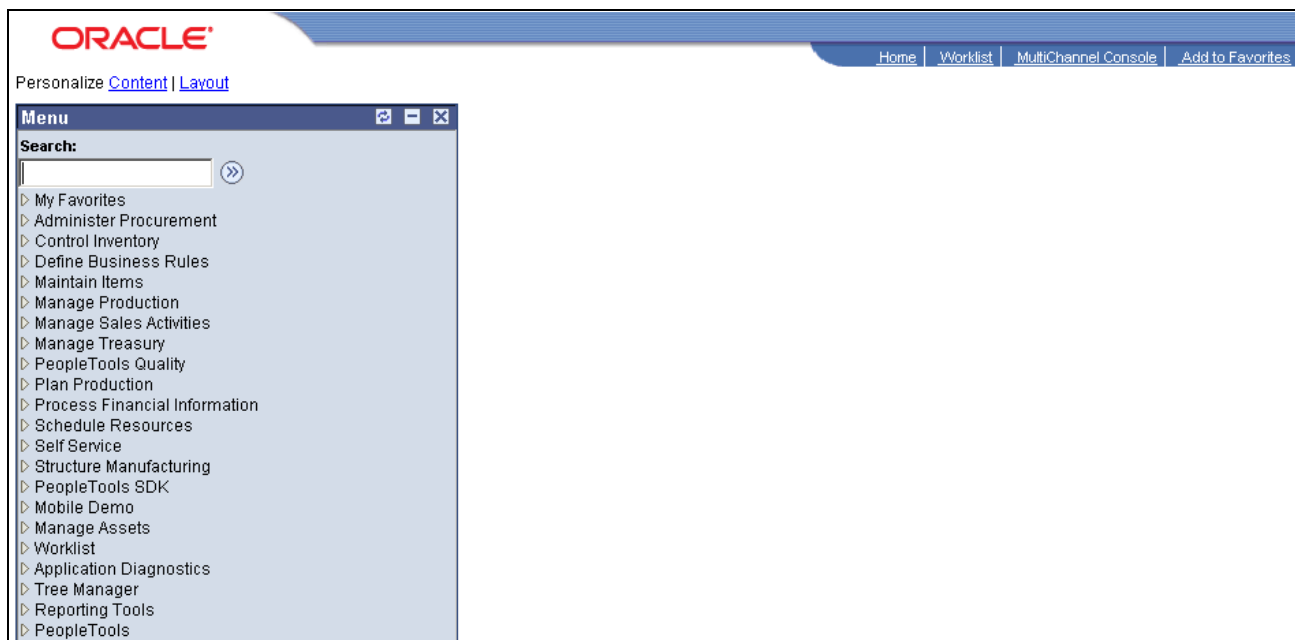 ORACLE
Home | Worklist | MultiChannel Console | Add to Favorites
Personalize Content | Layout
Menu
Search:
My Favorites
Administer Procurement
Control Inventory
Define Business Rules
Maintain Items
Manage Production
Manage Sales Activities
Manage Treasury
PeopleTools Quality
Plan Production
Process Financial Information
Schedule Resources
Self Service
Structure Manufacturing
PeopleTools SDK
Mobile Demo
Manage Assets
Worklist
Application Diagnostics
Tree Manager
Reporting Tools
PeopleTools